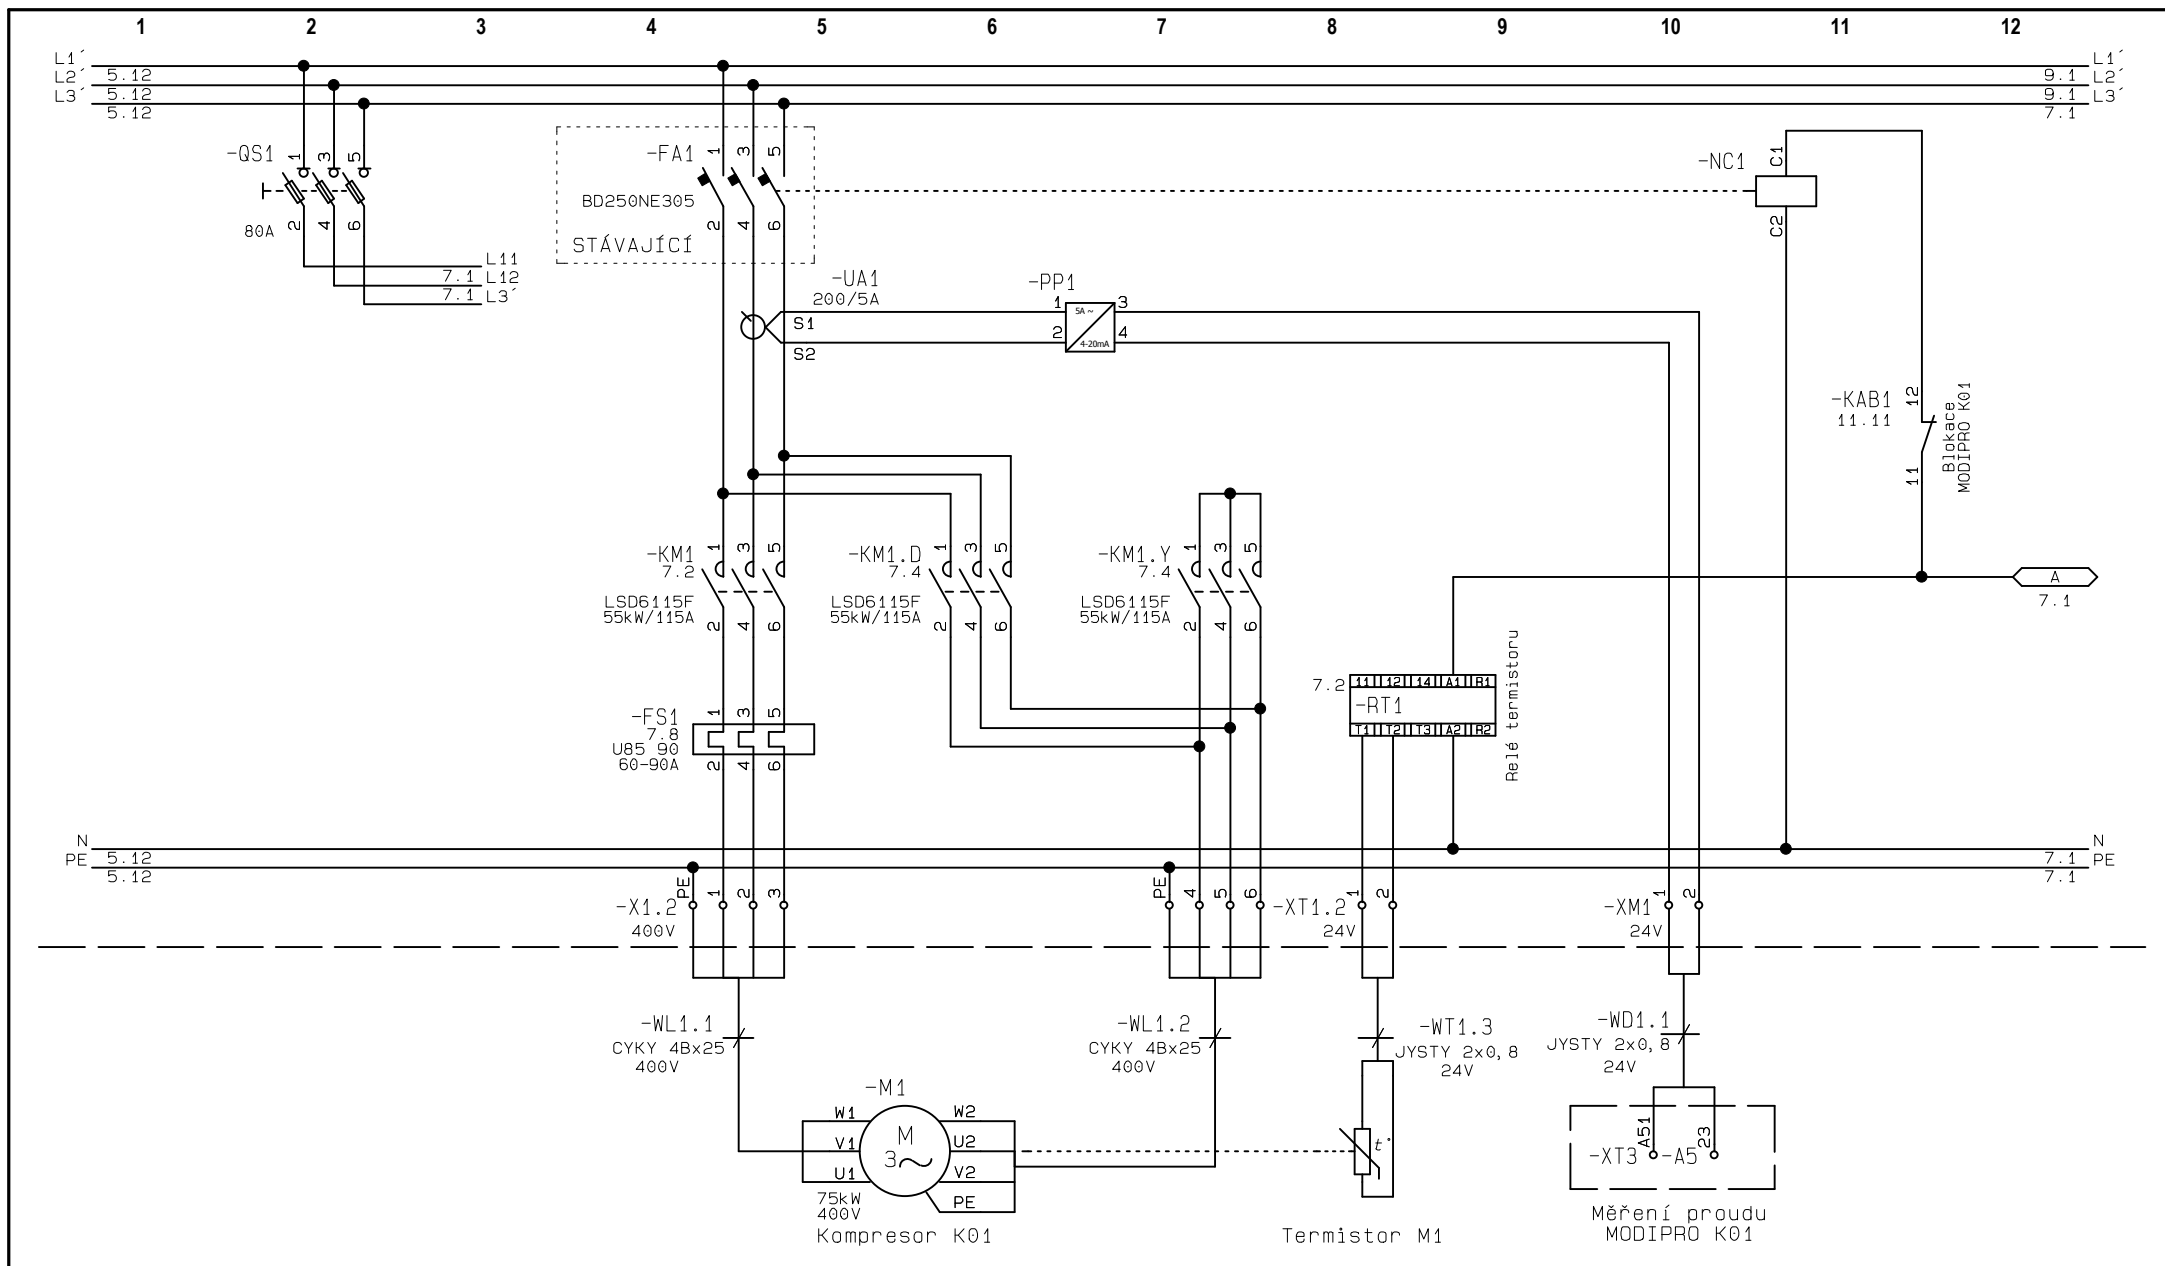 1 2 3 4 5 6 7 8 9 10 11 12
L1´ L1´
L2´ 5.12 9.1 L2´
L3´ 5.12 9.1 L3´
5.12 7.1
-QS1 1 3 5
80A 2 4 6
L11
7.1 L12
7.1 L3´
-FA1 1 3 5
BD250NE305
2 4 6
STÁVAJÍCÍ
-NC1 C1
C2
-UA1
200/5A
S1
S2
-PP1
1 3
5A ~
2 4
4-20mA
-KAB1 12
11.11
11
Blokace
MODIPRO K01
-KM1 1 3 5
7.2
LSD6115F
55kW/115A 2 4 6
-KM1.D 1 3 5
7.4
LSD6115F
55kW/115A 2 4 6
-KM1.Y 1 3 5
7.4
LSD6115F
55kW/115A 2 4 6
A
7.1
7.2 11 12 14 A1 R1
-RT1
T1 T2 T3 A2 R2
Relé termistoru
-FS1 1 3 5
7.8
U85 90
60-90A 2 4 6
N N
PE 5.12 7.1 PE
5.12 7.1
-X1.2 PE 1 2 3
400V
PE 4 5 6
-XT1.2 1 2
24V
-XM1 1 2
24V
-WL1.1
CYKY 4Bx25
400V
-WL1.2
CYKY 4Bx25
400V
-WT1.3
JYSTY 2x0,8
24V
-WD1.1
JYSTY 2x0,8
24V
-M1
W1 W2
M
V1 U2
3
U1 V2
PE
75kW
400V
Kompresor K01
t°
Termistor M1
A51 23
-XT3 -A5
Měření proudu
MODIPRO K01